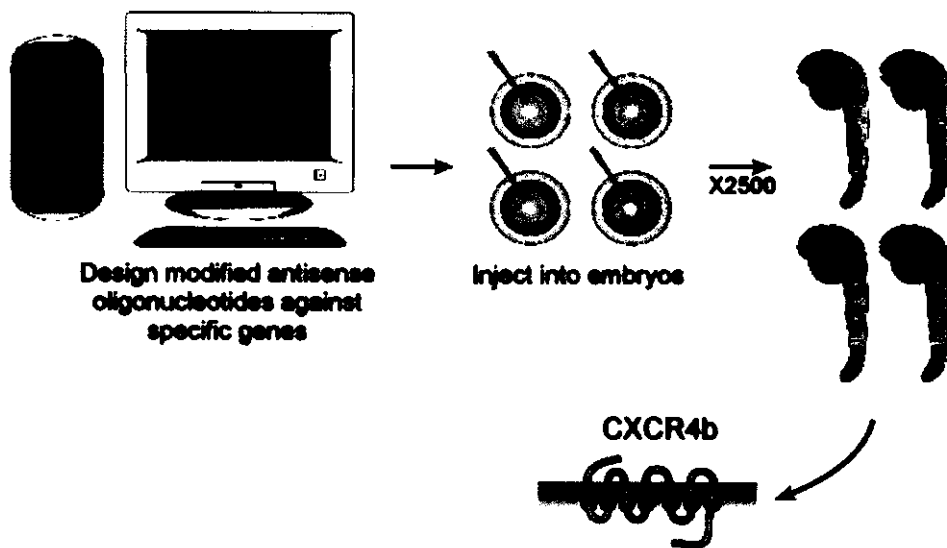 Design modified antisense
oligonucleotides against
specific genes
Inject into embryos
X2500
CXCR4b